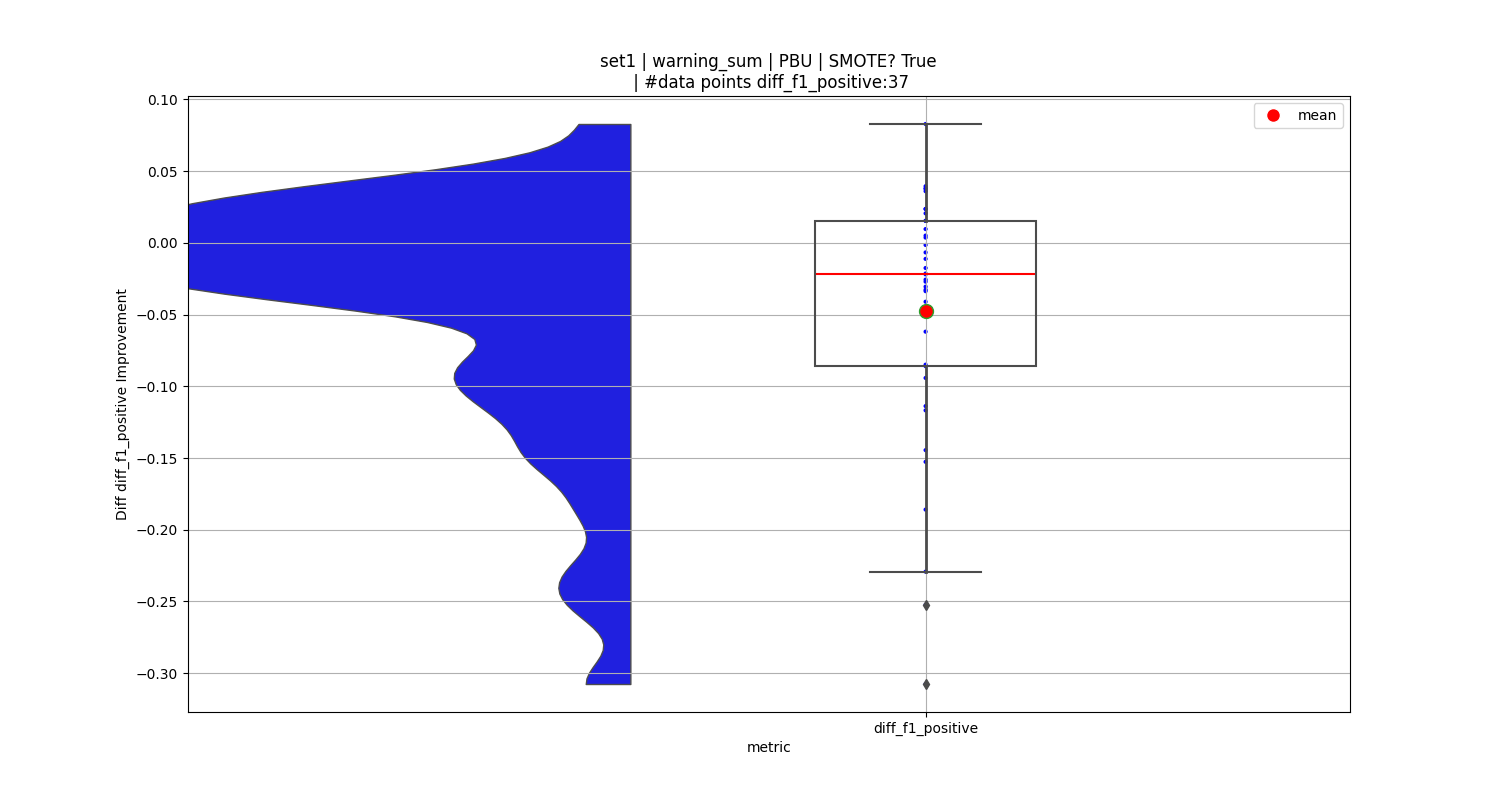 set1 | warning_sum | PBU | SMOTE? True
| #data points diff_f1_positive:37
mean
0.10
0.05
0.00
−0.05
−0.10
−0.15
−0.20
−0.25
−0.30
Diff diff_f1_positive Improvement
diff_f1_positive
metric